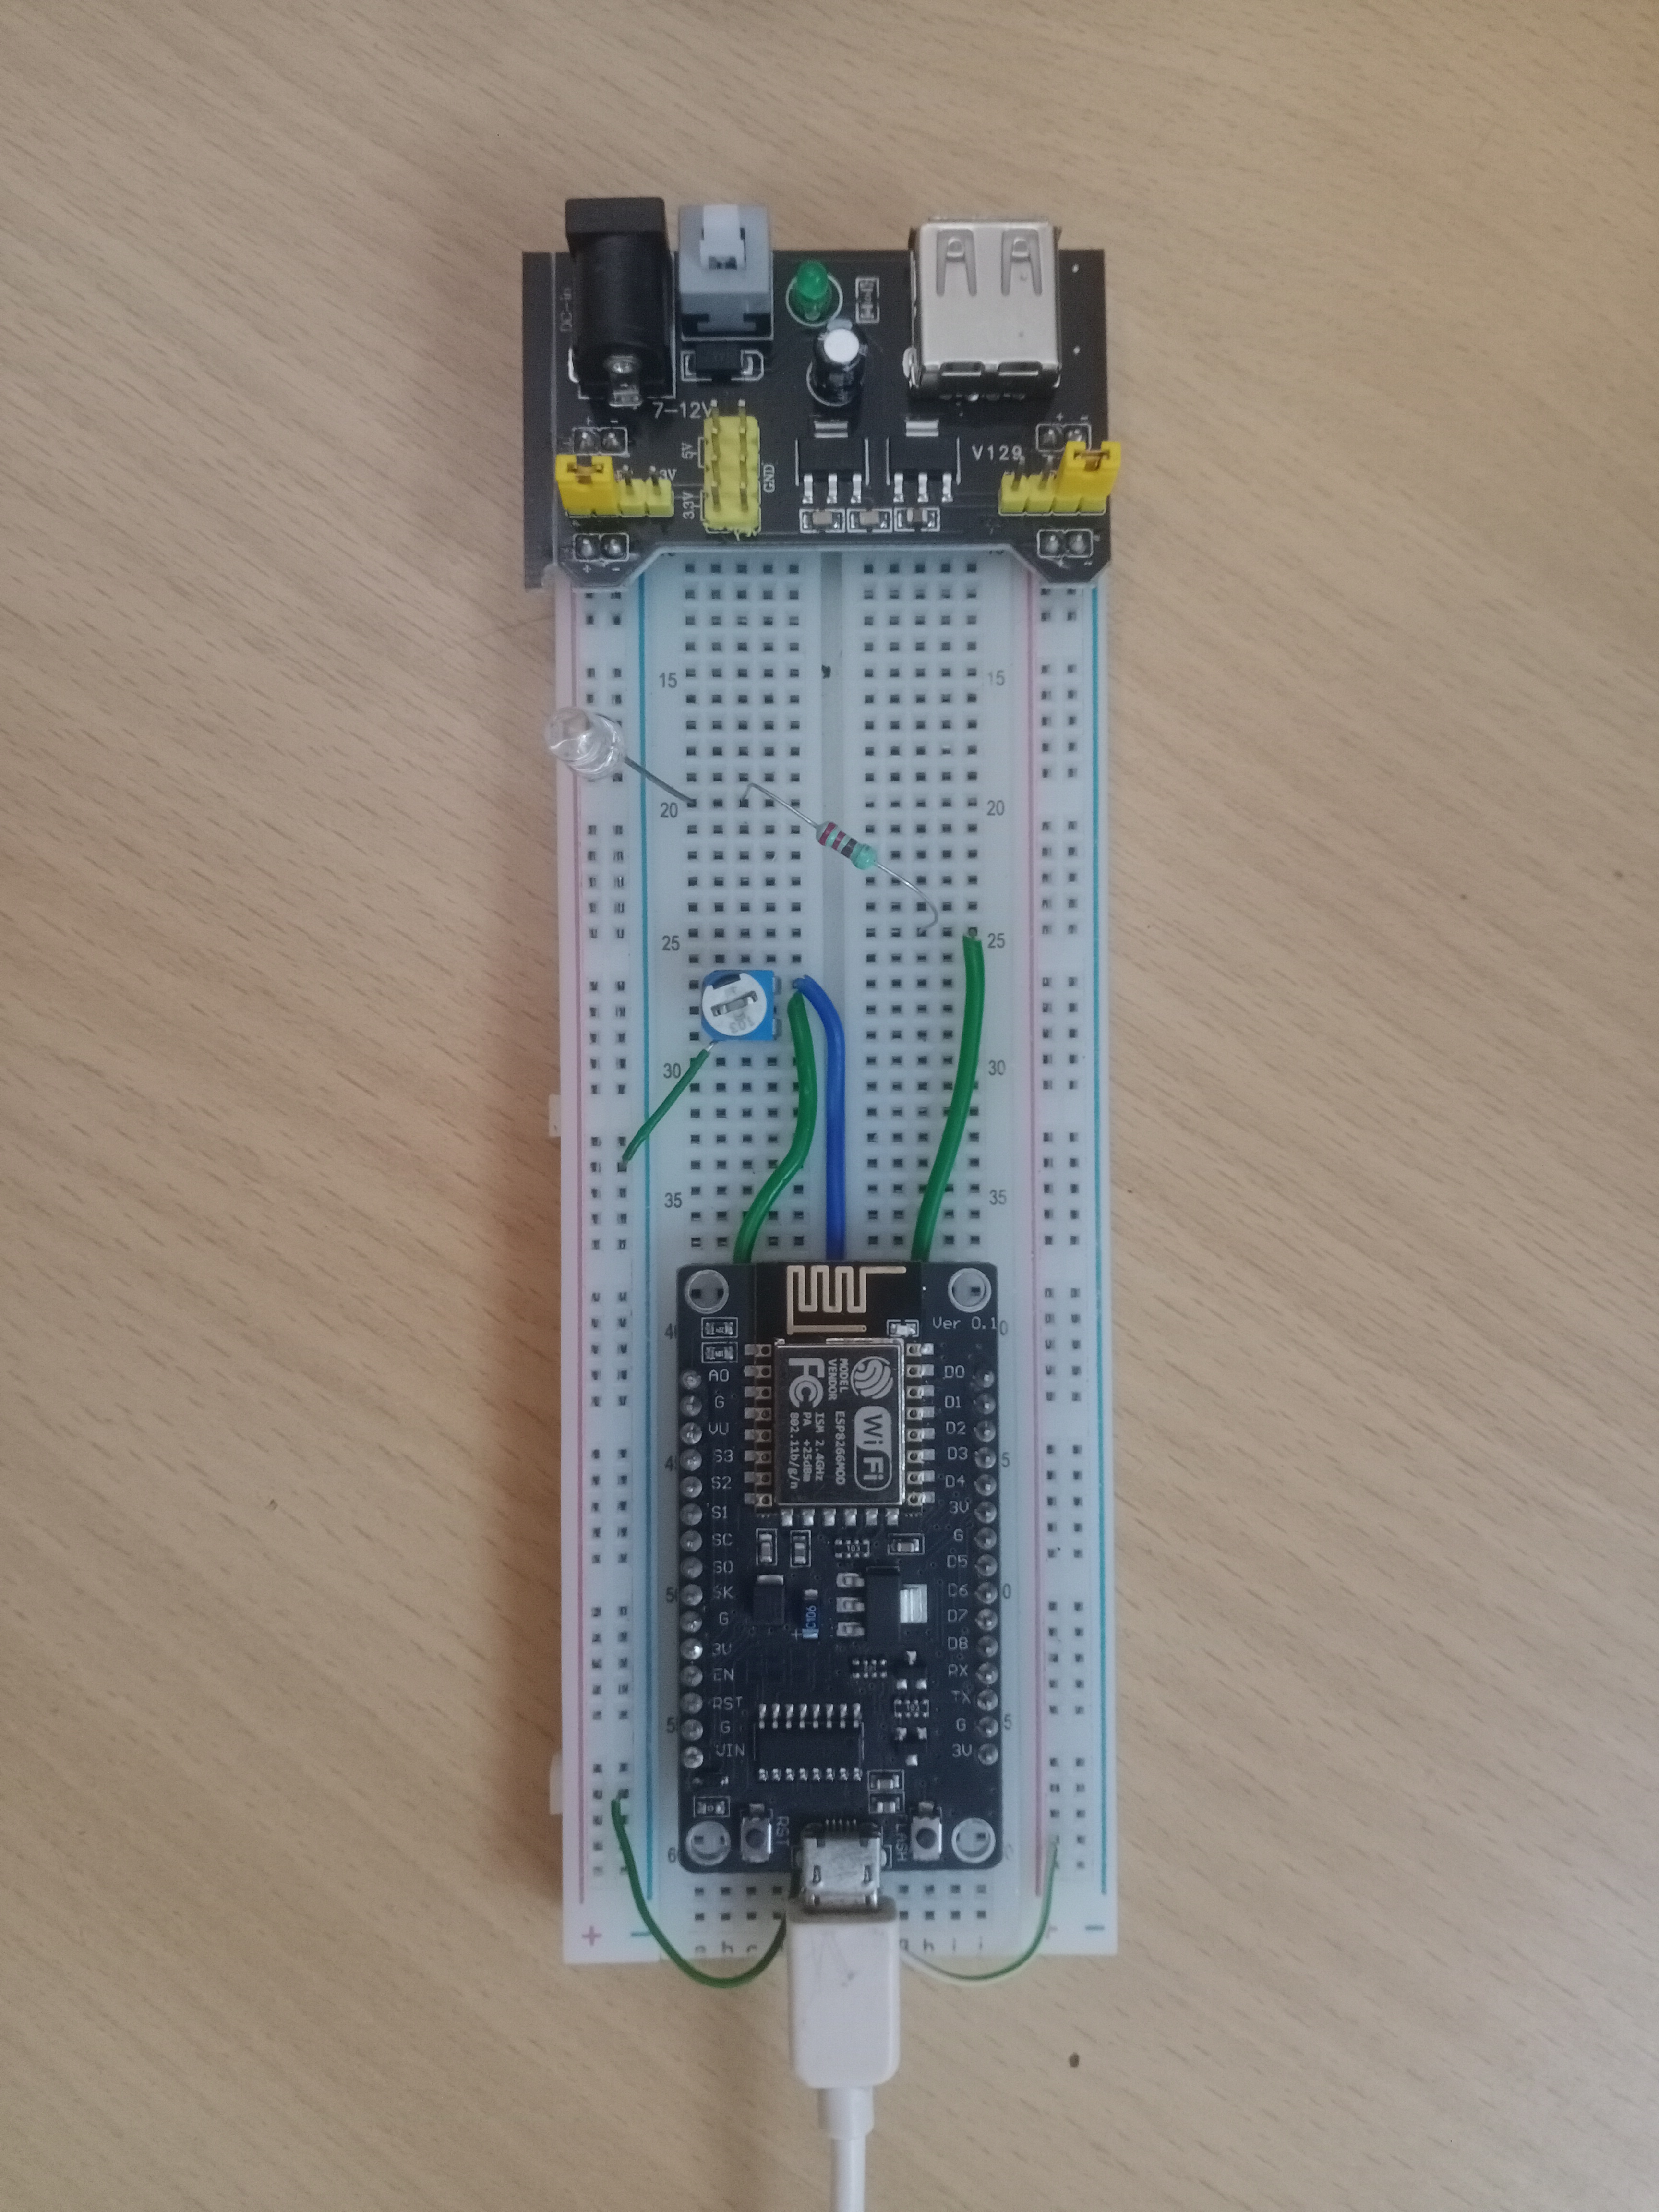 DC-in
7-12V
5V
3.3V
GND
V129
+ -
15 15
20 20
25 25
103
30 30
35 35
Ver 0.1
A0 D0
G D1
VU D2
S3 D3
S2 D4
S1 3V
SC G
S0 D5
SK D6
G D7
3V D8
EN RX
RST TX
G G
VIN 3V
MODEL
VENDOR
ESP8266MOD
ISM 2.4GHz
PA +25dBm
802.11b/g/n
FC
WiFi
103
C106
RST
FLASH
+ - + -